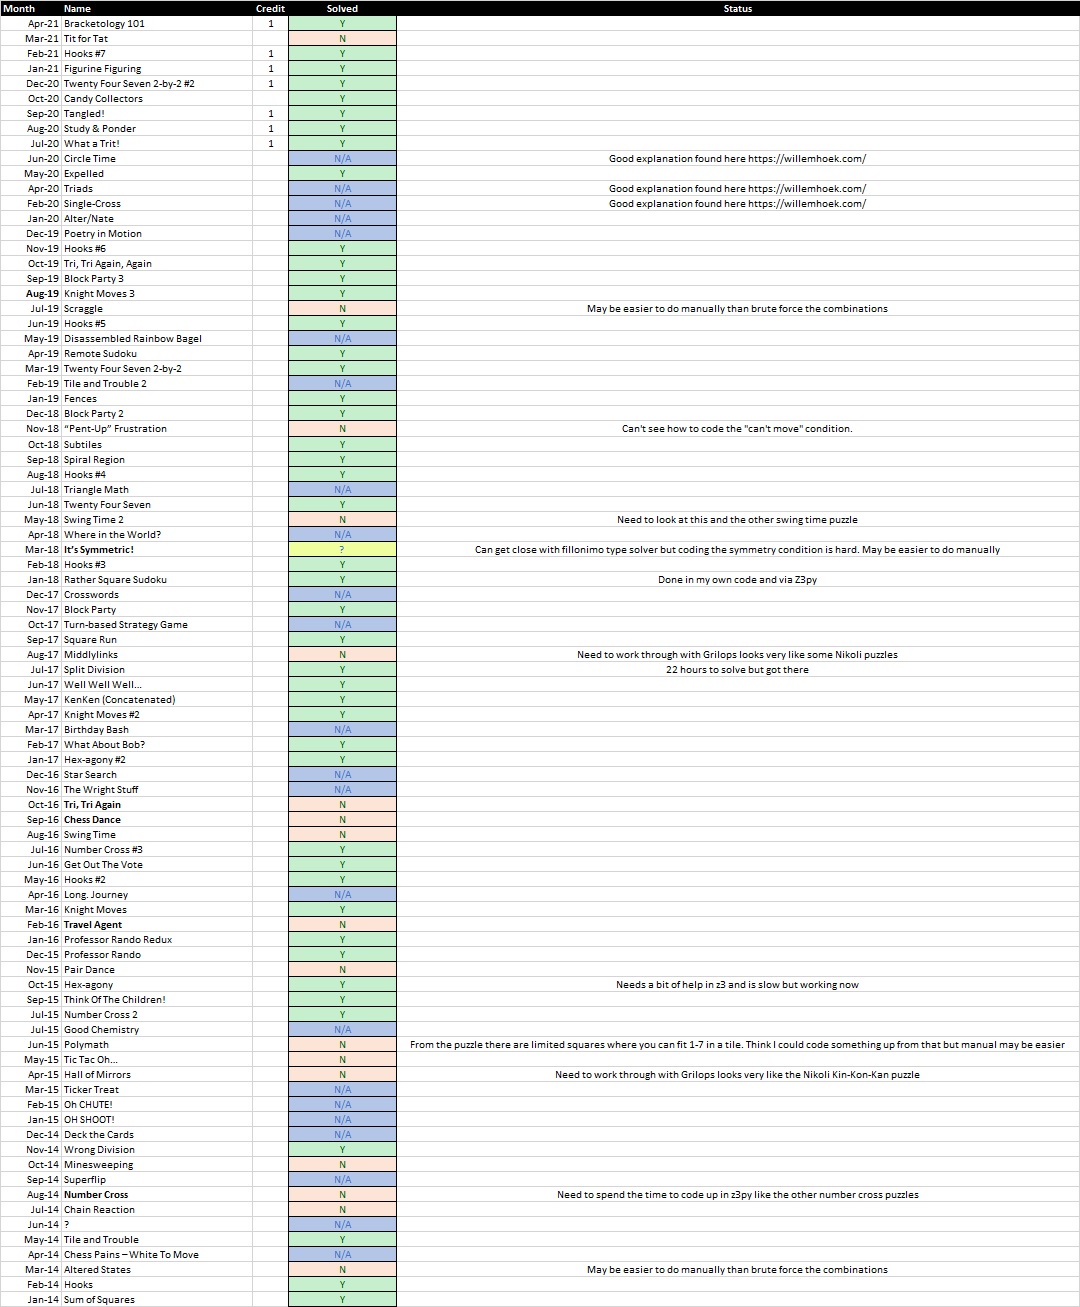 Month Name Credit Solved Status
Apr-21 Bracketology 101 1 Y
Mar-21 Tit for Tat N
Feb-21 Hooks #7 1 Y
Jan-21 Figurine Figuring 1 Y
Dec-20 Twenty Four Seven 2-by-2 #2 1 Y
Oct-20 Candy Collectors Y
Sep-20 Tangled! 1 Y
Aug-20 Study & Ponder 1 Y
Jul-20 What a Trit! 1 Y
Jun-20 Circle Time N/A Good explanation found here https://willemhoek.com/
May-20 Expelled Y
Apr-20 Triads N/A Good explanation found here https://willemhoek.com/
Feb-20 Single-Cross N/A Good explanation found here https://willemhoek.com/
Jan-20 Alter/Nate N/A
Dec-19 Poetry in Motion N/A
Nov-19 Hooks #6 Y
Oct-19 Tri, Tri Again, Again Y
Sep-19 Block Party 3 Y
Aug-19 Knight Moves 3 Y
Jul-19 Scraggle N May be easier to do manually than brute force the combinations
Jun-19 Hooks #5 Y
May-19 Disassembled Rainbow Bagel N/A
Apr-19 Remote Sudoku Y
Mar-19 Twenty Four Seven 2-by-2 Y
Feb-19 Tile and Trouble 2 N/A
Jan-19 Fences Y
Dec-18 Block Party 2 Y
Nov-18 “Pent-Up” Frustration N Can't see how to code the "can't move" condition.
Oct-18 Subtiles Y
Sep-18 Spiral Region Y
Aug-18 Hooks #4 Y
Jul-18 Triangle Math N/A
Jun-18 Twenty Four Seven Y
May-18 Swing Time 2 N Need to look at this and the other swing time puzzle
Apr-18 Where in the World? N/A
Mar-18 It’s Symmetric! ? Can get close with fillonimo type solver but coding the symmetry condition is hard. May be easier to do manually
Feb-18 Hooks #3 Y
Jan-18 Rather Square Sudoku Y Done in my own code and via Z3py
Dec-17 Crosswords N/A
Nov-17 Block Party Y
Oct-17 Turn-based Strategy Game N/A
Sep-17 Square Run Y
Aug-17 Middlylinks N Need to work through with Grilops looks very like some Nikoli puzzles
Jul-17 Split Division Y 22 hours to solve but got there
Jun-17 Well Well Well... Y
May-17 KenKen (Concatenated) Y
Apr-17 Knight Moves #2 Y
Mar-17 Birthday Bash N/A
Feb-17 What About Bob? Y
Jan-17 Hex-agony #2 Y
Dec-16 Star Search N/A
Nov-16 The Wright Stuff N/A
Oct-16 Tri, Tri Again N
Sep-16 Chess Dance N
Aug-16 Swing Time N
Jul-16 Number Cross #3 Y
Jun-16 Get Out The Vote Y
May-16 Hooks #2 Y
Apr-16 Long. Journey N/A
Mar-16 Knight Moves Y
Feb-16 Travel Agent N
Jan-16 Professor Rando Redux Y
Dec-15 Professor Rando Y
Nov-15 Pair Dance N
Oct-15 Hex-agony Y Needs a bit of help in z3 and is slow but working now
Sep-15 Think Of The Children! Y
Jul-15 Number Cross 2 Y
Jul-15 Good Chemistry N/A
Jun-15 Polymath N From the puzzle there are limited squares where you can fit 1-7 in a tile. Think I could code something up from that but manual may be easier
May-15 Tic Tac Oh... N
Apr-15 Hall of Mirrors N Need to work through with Grilops looks very like the Nikoli Kin-Kon-Kan puzzle
Mar-15 Ticker Treat N/A
Feb-15 Oh CHUTE! N/A
Jan-15 OH SHOOT! N/A
Dec-14 Deck the Cards N/A
Nov-14 Wrong Division Y
Oct-14 Minesweeping N
Sep-14 Superflip N/A
Aug-14 Number Cross N Need to spend the time to code up in z3py like the other number cross puzzles
Jul-14 Chain Reaction N
Jun-14 ? N/A
May-14 Tile and Trouble Y
Apr-14 Chess Pains – White To Move N/A
Mar-14 Altered States N May be easier to do manually than brute force the combinations
Feb-14 Hooks Y
Jan-14 Sum of Squares Y